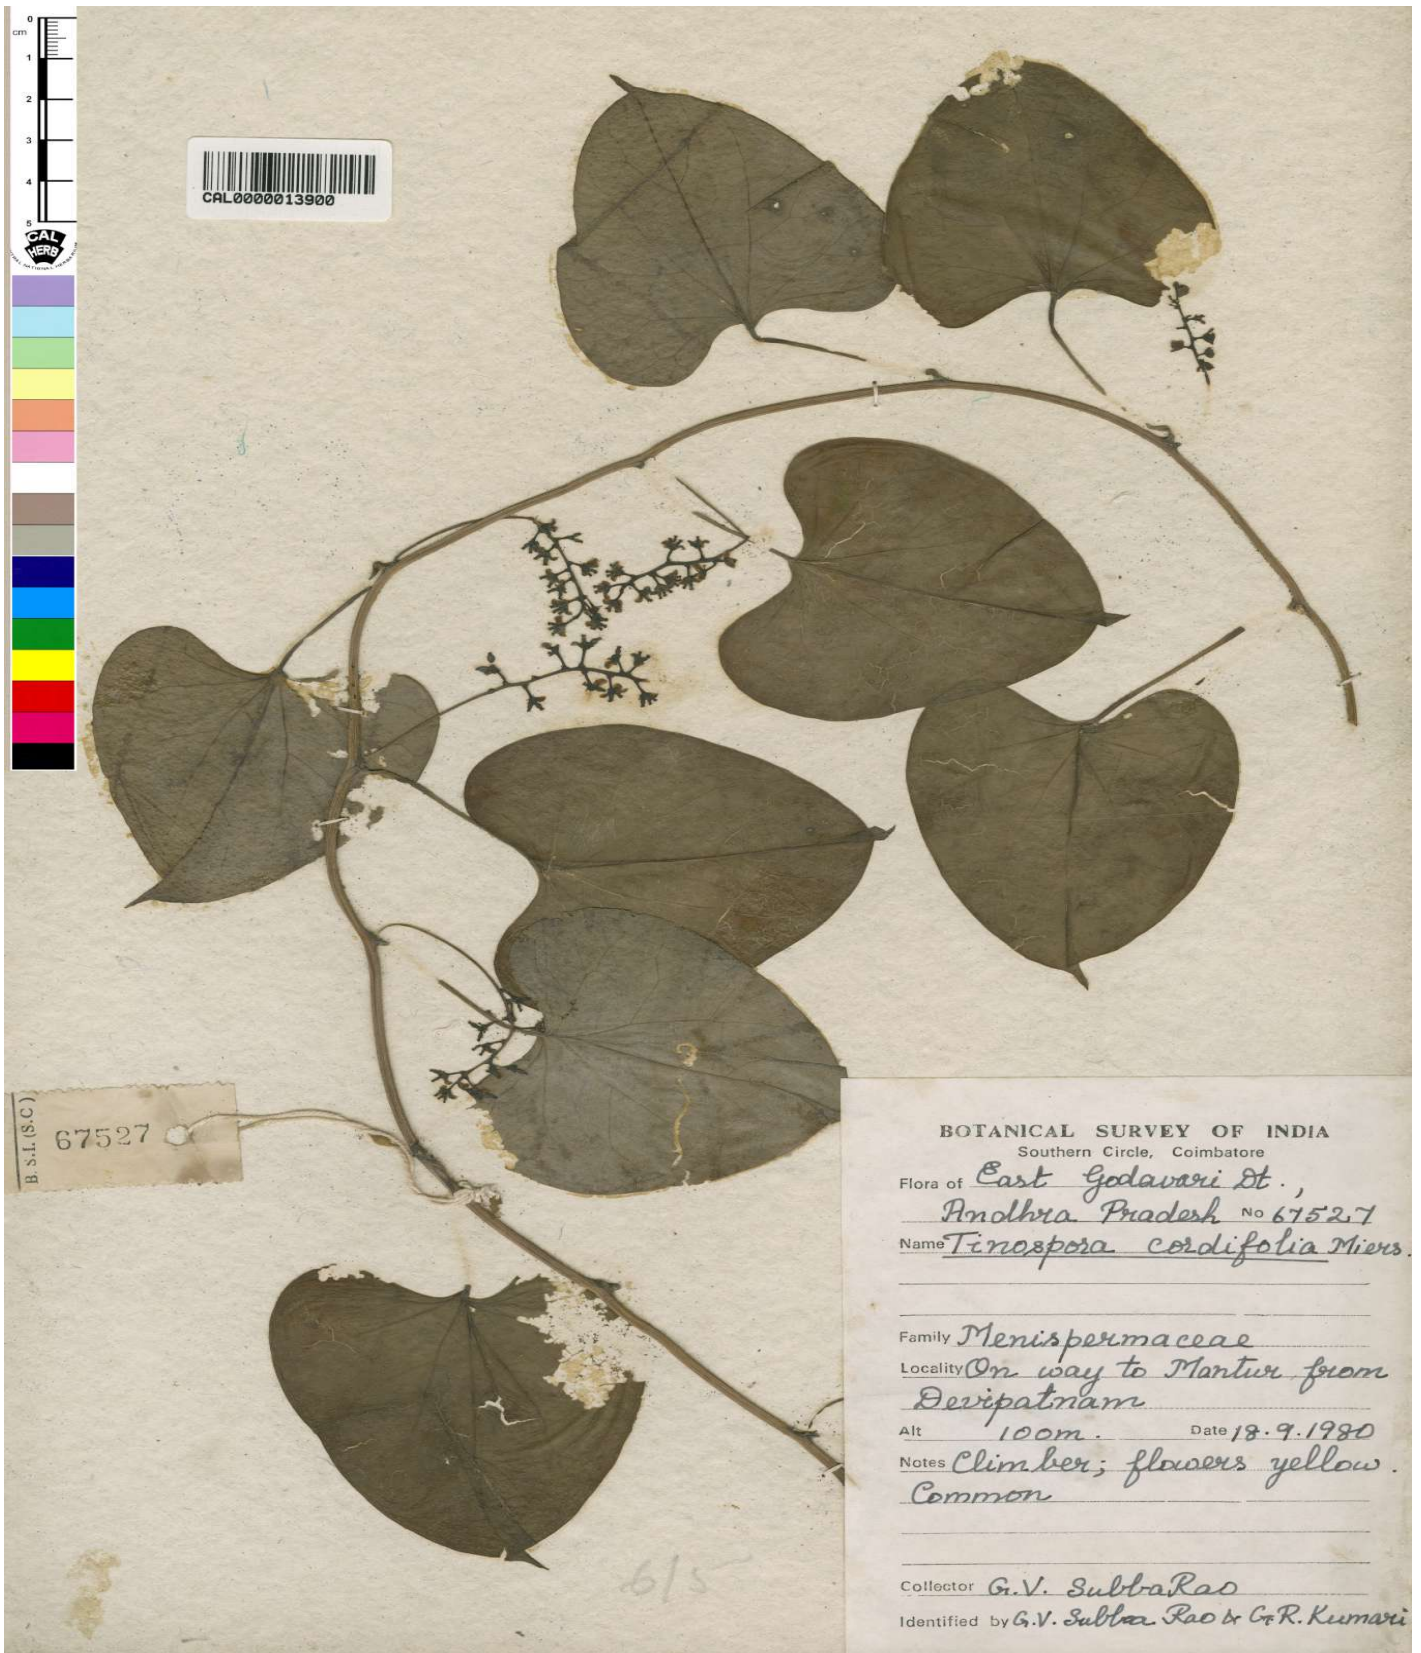 0
cm
1
2
3
4
5
CAL
HERB
CAL0000013900
B.S.I.(S.C)
67527
BOTANICAL SURVEY OF INDIA
Southern Circle, Coimbatore
Flora of East Godavari Dt.,
Andhra Pradesh No 67527
Name Tinospora cordifolia Miers.
Family Menispermaceae
Locality On way to Mantur from
Devipatnam
Alt 100m. Date 18.9.1980
Notes Climber; flowers yellow.
Common
Collector G.V. SubbaRao
Identified by G.V. Subba Rao & G.R. Kumari
6/5